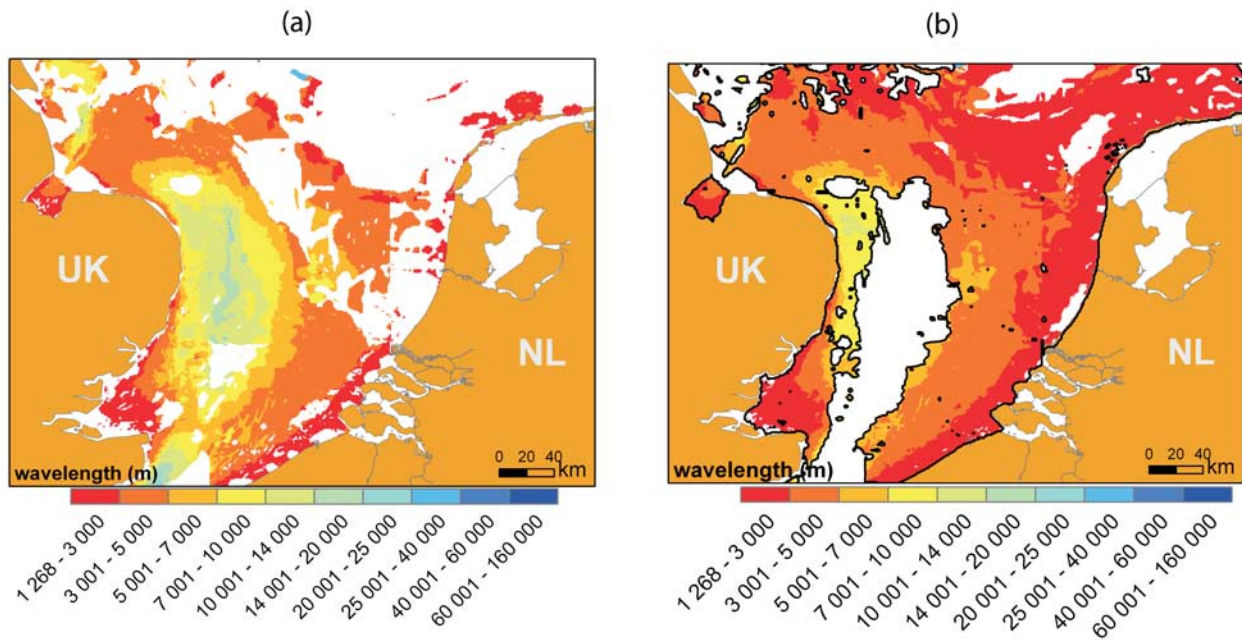 (a)
(b)
UK
NL
wavelength (m)
0 20 40
km
1 268 - 3 000
3 001 - 5 000
5 001 - 7 000
7 001 - 10 000
10 001 - 14 000
14 001 - 20 000
20 001 - 25 000
25 001 - 40 000
40 001 - 60 000
60 001 - 160 000
UK
NL
wavelength (m)
0 20 40
km
1 268 - 3 000
3 001 - 5 000
5 001 - 7 000
7 001 - 10 000
10 001 - 14 000
14 001 - 20 000
20 001 - 25 000
25 001 - 40 000
40 001 - 60 000
60 001 - 160 000